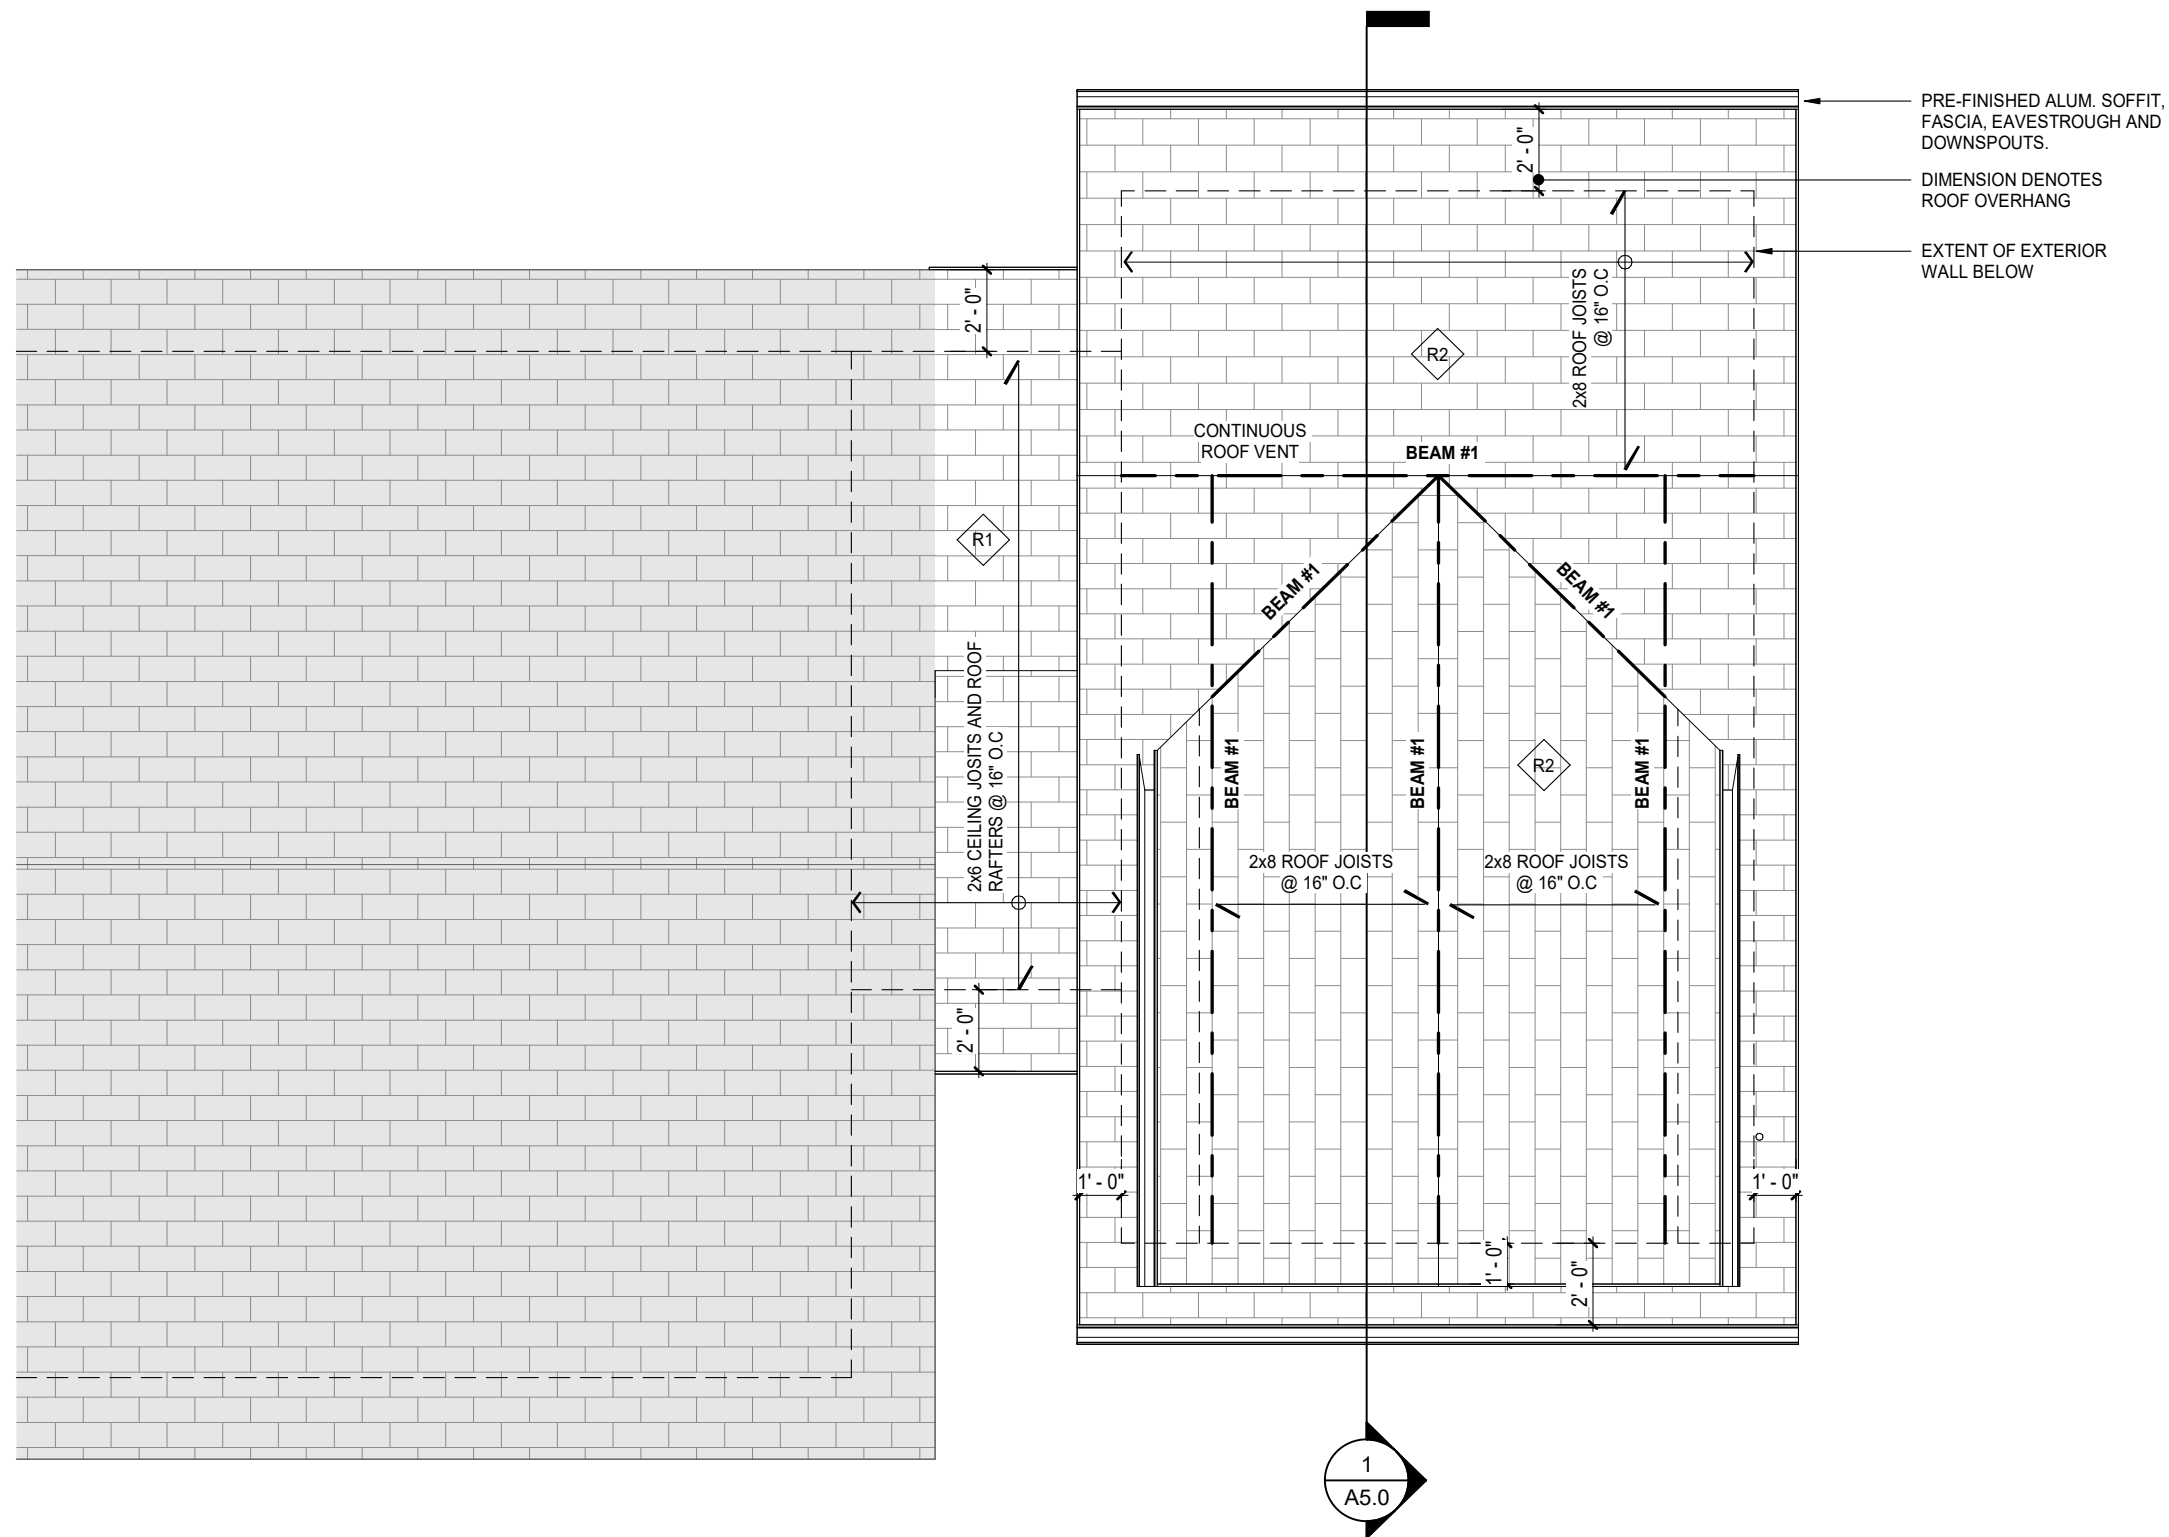 PRE-FINISHED ALUM. SOFFIT,
FASCIA, EAVESTROUGH AND
DOWNSPOUTS.
2' - 0"
DIMENSION DENOTES
ROOF OVERHANG
EXTENT OF EXTERIOR
WALL BELOW
2x8 ROOF JOISTS
@ 16" O.C
2' - 0"
R2
CONTINUOUS
ROOF VENT
BEAM #1
R1
BEAM #1
BEAM #1
2x6 CEILING JOSITS AND ROOF
RAFTERS @ 16" O.C
BEAM #1
BEAM #1
R2
BEAM #1
2x8 ROOF JOISTS
@ 16" O.C
2x8 ROOF JOISTS
@ 16" O.C
2' - 0"
1' - 0"
1' - 0"
1' - 0"
2' - 0"
1
A5.0